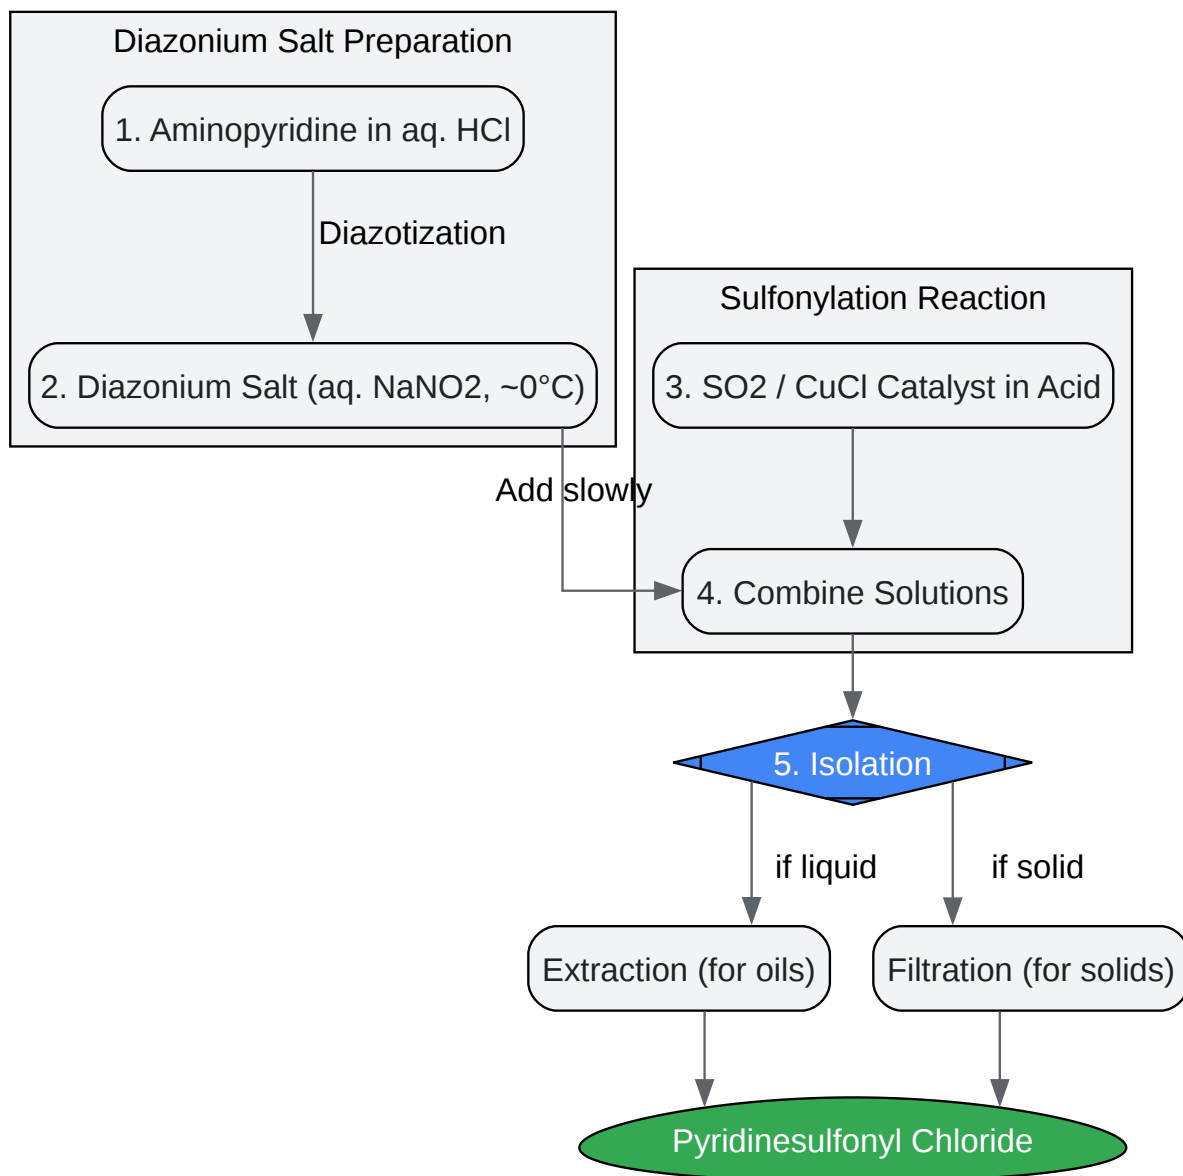 Diazonium Salt Preparation
1. Aminopyridine in aq. HCl
Diazotization
2. Diazonium Salt (aq. NaNO2, ~0°C)
Sulfonylation Reaction
3. SO2 / CuCl Catalyst in Acid
Add slowly
4. Combine Solutions
5. Isolation
if liquid
if solid
Extraction (for oils)
Filtration (for solids)
Pyridinesulfonyl Chloride